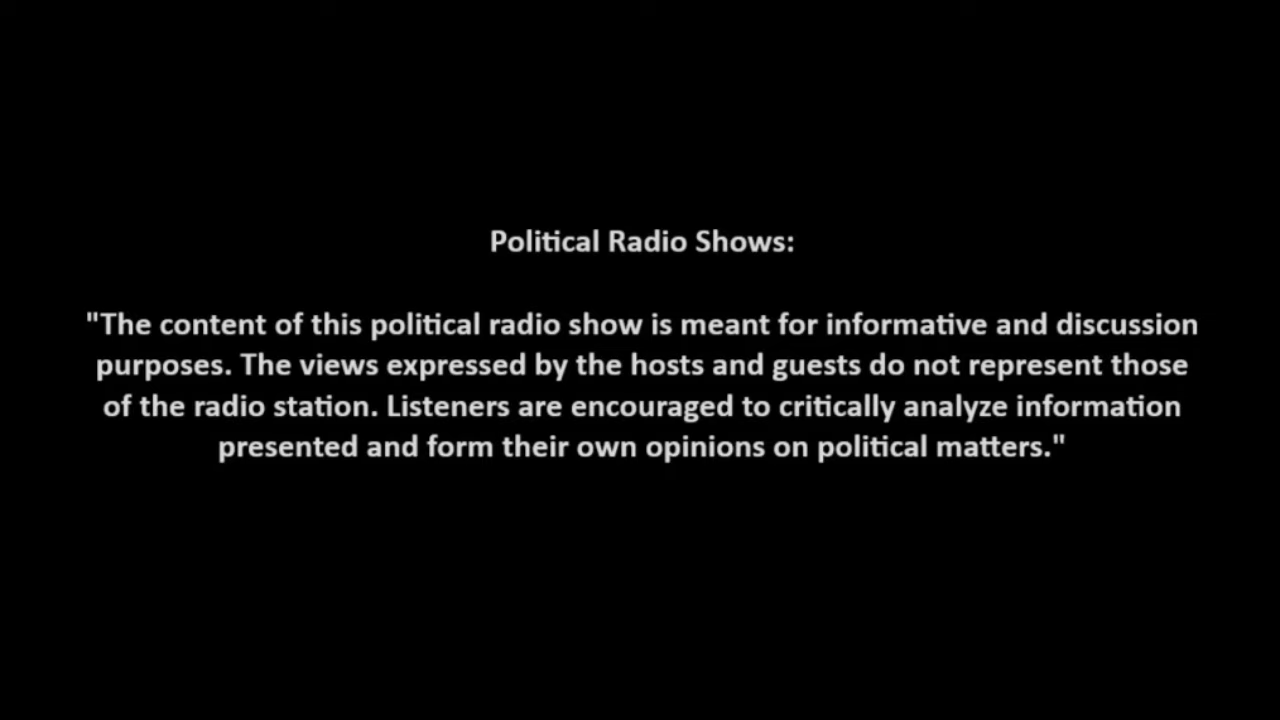 Political Radio Shows:
"The content of this political radio show is meant for informative and discussion
purposes. The views expressed by the hosts and guests do not represent those
of the radio station. Listeners are encouraged to critically analyze information
presented and form their own opinions on political matters."